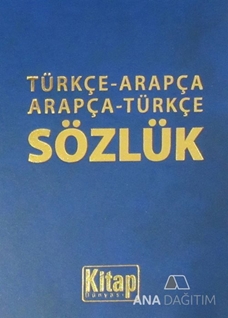 TÜRKÇE-ARAPÇA
ARAPÇA-TÜRKÇE
SÖZLÜK
Kitap
dünyası
ANA DAĞITIM